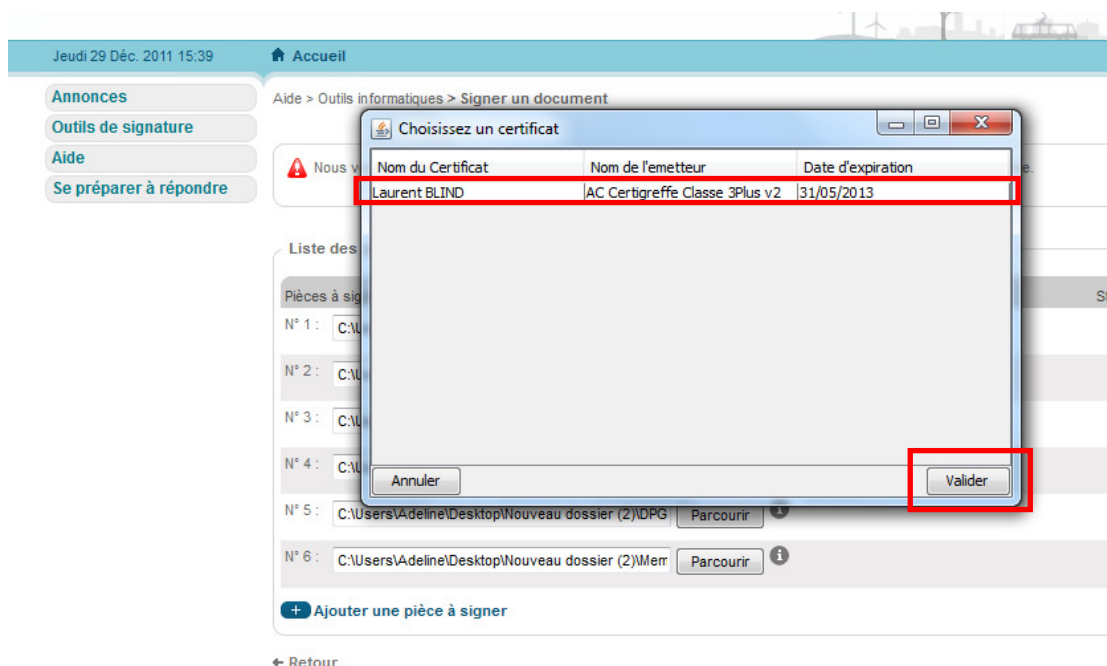 Jeudi 29 Déc. 2011 15:39
Accueil
Annonces
Outils de signature
Aide
Se préparer à répondre
Aide > Outils informatiques > Signer un document
Nous
Choisissez un certificat
Nom du Certificat Nom de l'emetteur Date d'expiration
Laurent BLIND AC Certigreffe Classe 3Plus v2 31/05/2013
Annuler Valider
Liste des
Pièces à
N° 1 :
N° 2 :
N° 3 :
N° 4 :
N° 5 : C:\Users\Adeline\Desktop\Nouveau dossier (2)\DPG Parcourir
N° 6 : C:\Users\Adeline\Desktop\Nouveau dossier (2)\Mem Parcourir
+ Ajouter une pièce à signer
Retour